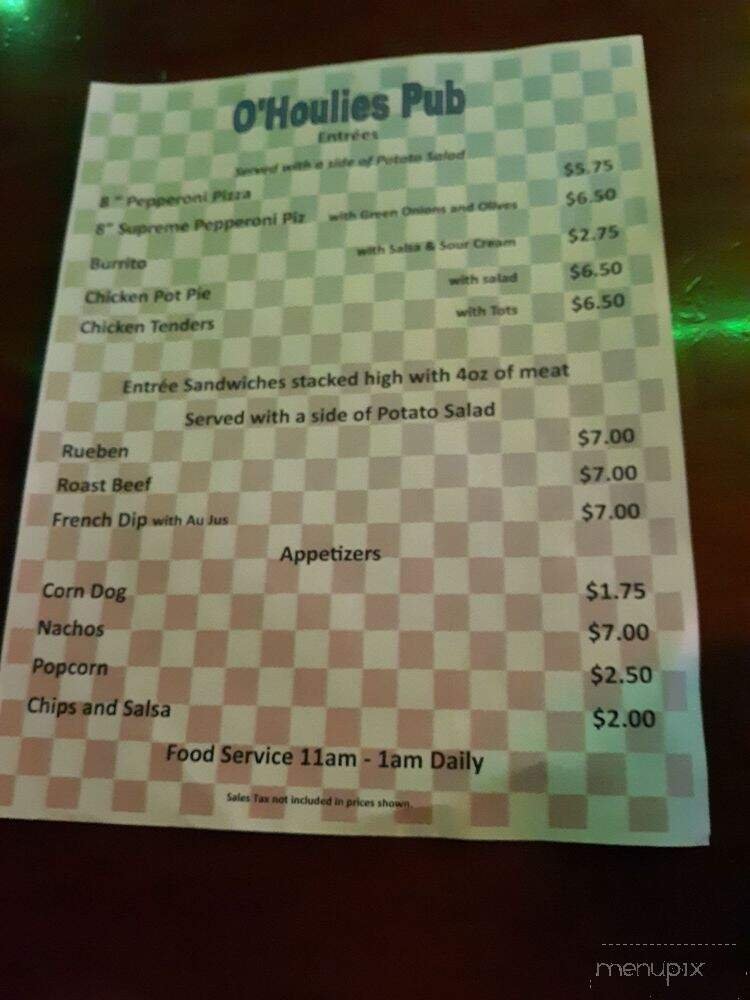 O'Houlies Pub
Entrées
Served with a side of Potato Salad
8 " Pepperoni Pizza $5.75
8" Supreme Pepperoni Piz with Green Onions and Olives $6.50
Burrito with Salsa & Sour Cream $2.75
Chicken Pot Pie with salad $6.50
Chicken Tenders with Tots $6.50
Entrée Sandwiches stacked high with 4oz of meat
Served with a side of Potato Salad
Rueben $7.00
Roast Beef $7.00
French Dip with Au Jus $7.00
Appetizers
Corn Dog $1.75
Nachos $7.00
Popcorn $2.50
Chips and Salsa $2.00
Food Service 11am - 1am Daily
Sales Tax not included in prices shown.
menupix